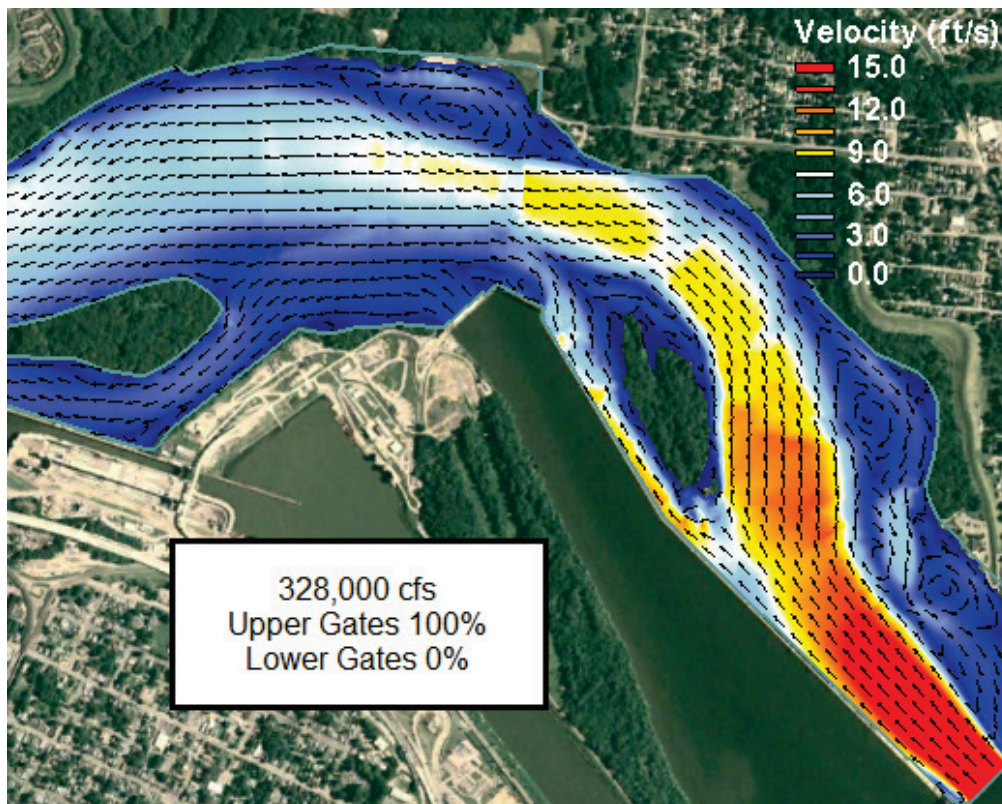 Velocity (ft/s)
15.0
12.0
9.0
6.0
3.0
0.0
328,000 cfs
Upper Gates 100%
Lower Gates 0%